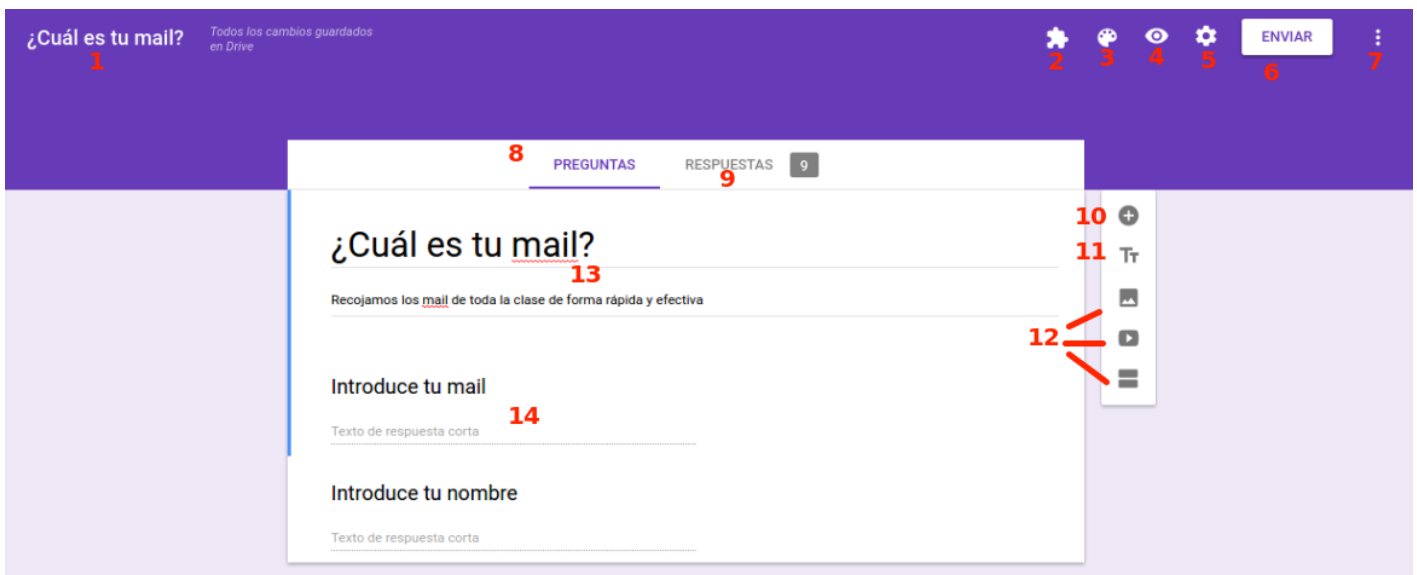 ¿Cuál es tu mail?
Todos los cambios guardados
en Drive
ENVIAR
1
2
3
4
5
6
7
8
PREGUNTAS
RESPUESTAS
9
9
10
11
TT
¿Cuál es tu mail?
13
Recojamos los mail de toda la clase de forma rápida y efectiva
12
Introduce tu mail
14
Texto de respuesta corta
Introduce tu nombre
Texto de respuesta corta